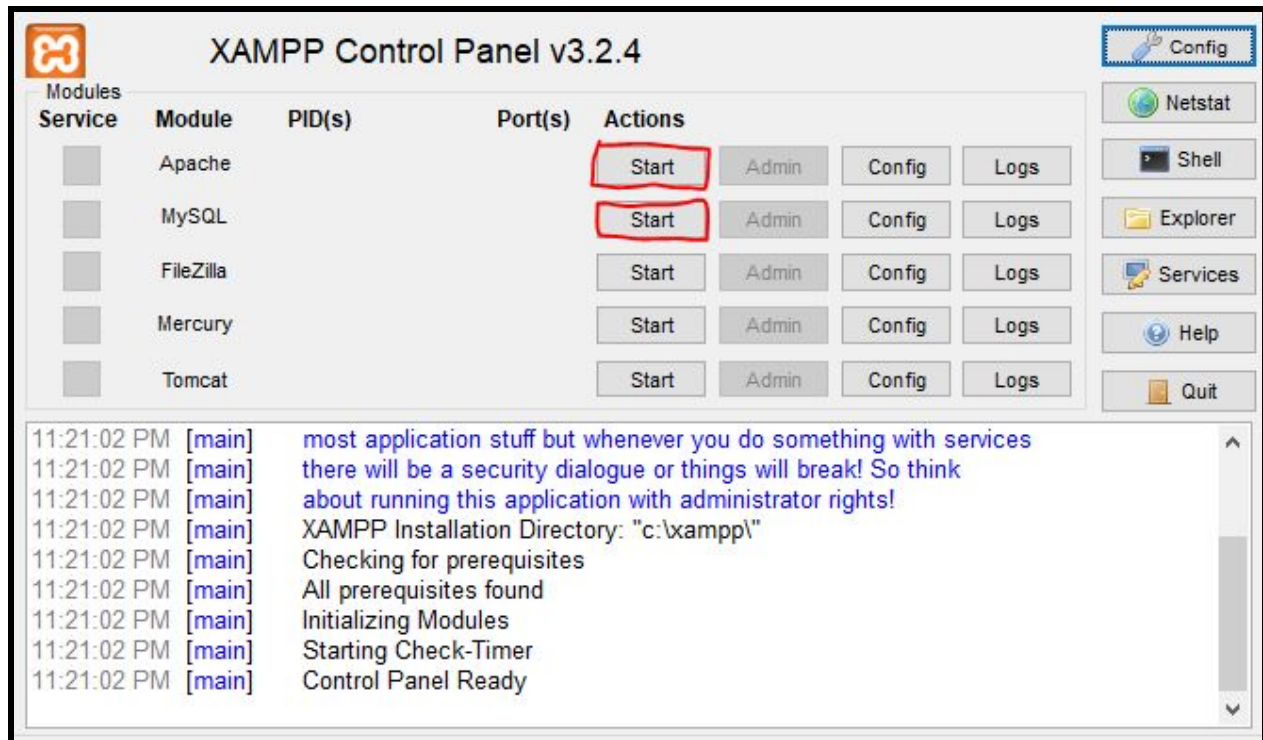 XAMPP Control Panel v3.2.4
Config
Modules
Netstat
Service Module PID(s) Port(s) Actions
Apache Start Admin Config Logs
Shell
MySQL Start Admin Config Logs
Explorer
FileZilla Start Admin Config Logs
Services
Mercury Start Admin Config Logs
Help
Tomcat Start Admin Config Logs
Quit
11:21:02 PM [main] most application stuff but whenever you do something with services
11:21:02 PM [main] there will be a security dialogue or things will break! So think
11:21:02 PM [main] about running this application with administrator rights!
11:21:02 PM [main] XAMPP Installation Directory: "c:\xampp\"
11:21:02 PM [main] Checking for prerequisites
11:21:02 PM [main] All prerequisites found
11:21:02 PM [main] Initializing Modules
11:21:02 PM [main] Starting Check-Timer
11:21:02 PM [main] Control Panel Ready